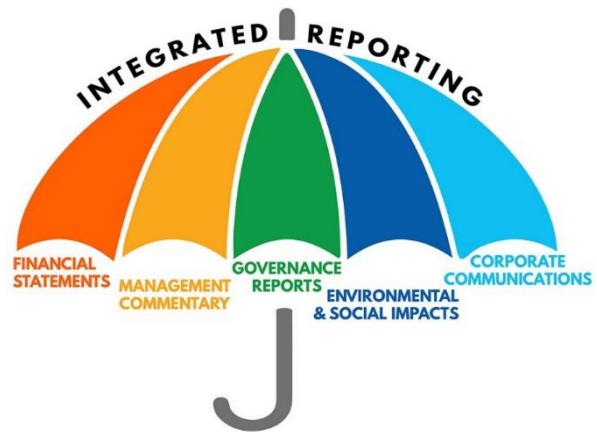 INTEGRATED REPORTING
FINANCIAL
STATEMENTS
MANAGEMENT
COMMENTARY
GOVERNANCE
REPORTS
ENVIRONMENTAL
& SOCIAL IMPACTS
CORPORATE
COMMUNICATIONS